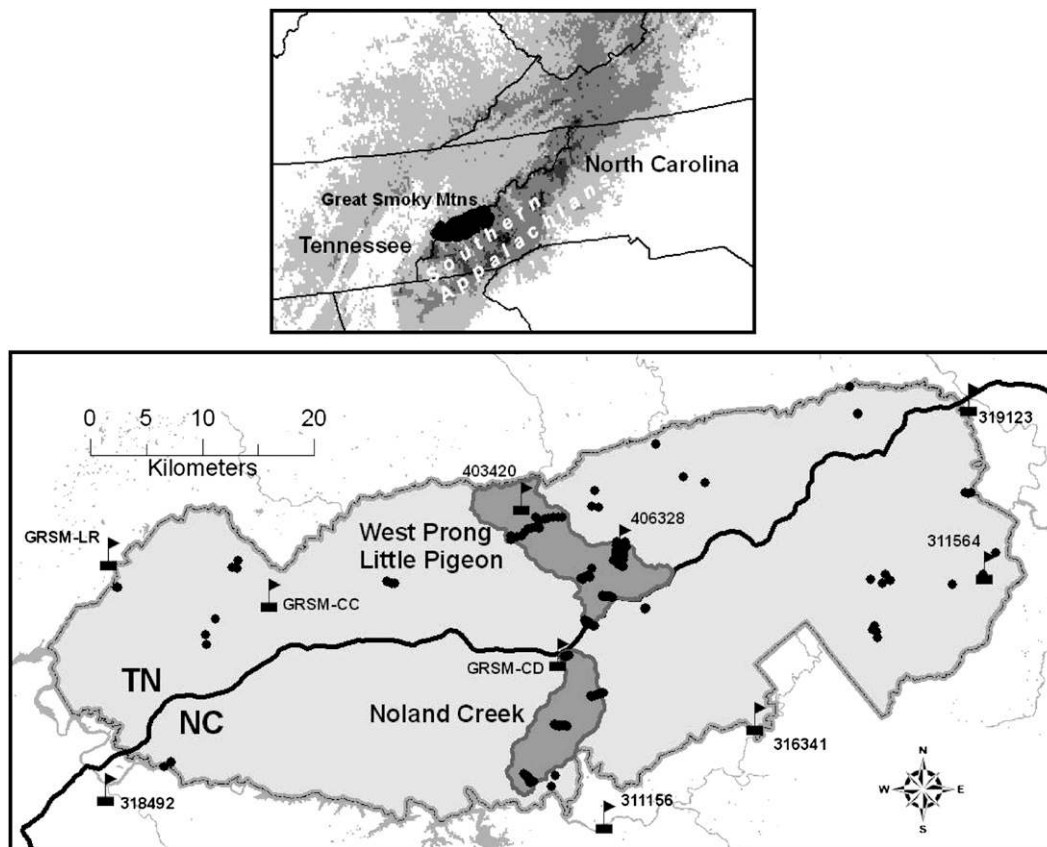 North Carolina
Great Smoky Mtns
Tennessee
Southern
Appalachians
0 5 10 20
Kilometers
319123
403420
406328
West Prong
Little Pigeon
GRSM-LR
311564
GRSM-CC
GRSM-CD
TN
NC
Noland Creek
316341
318492
311156
N
W E
S